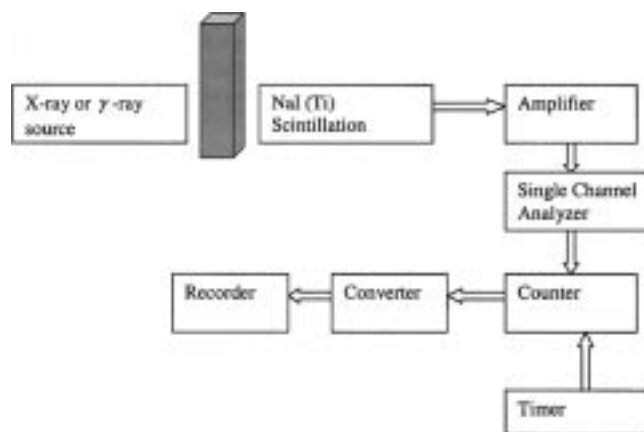 X-ray or γ-ray
source
NaI (Ti)
Scintillation
Amplifier
Single Channel
Analyzer
Recorder
Converter
Counter
Timer